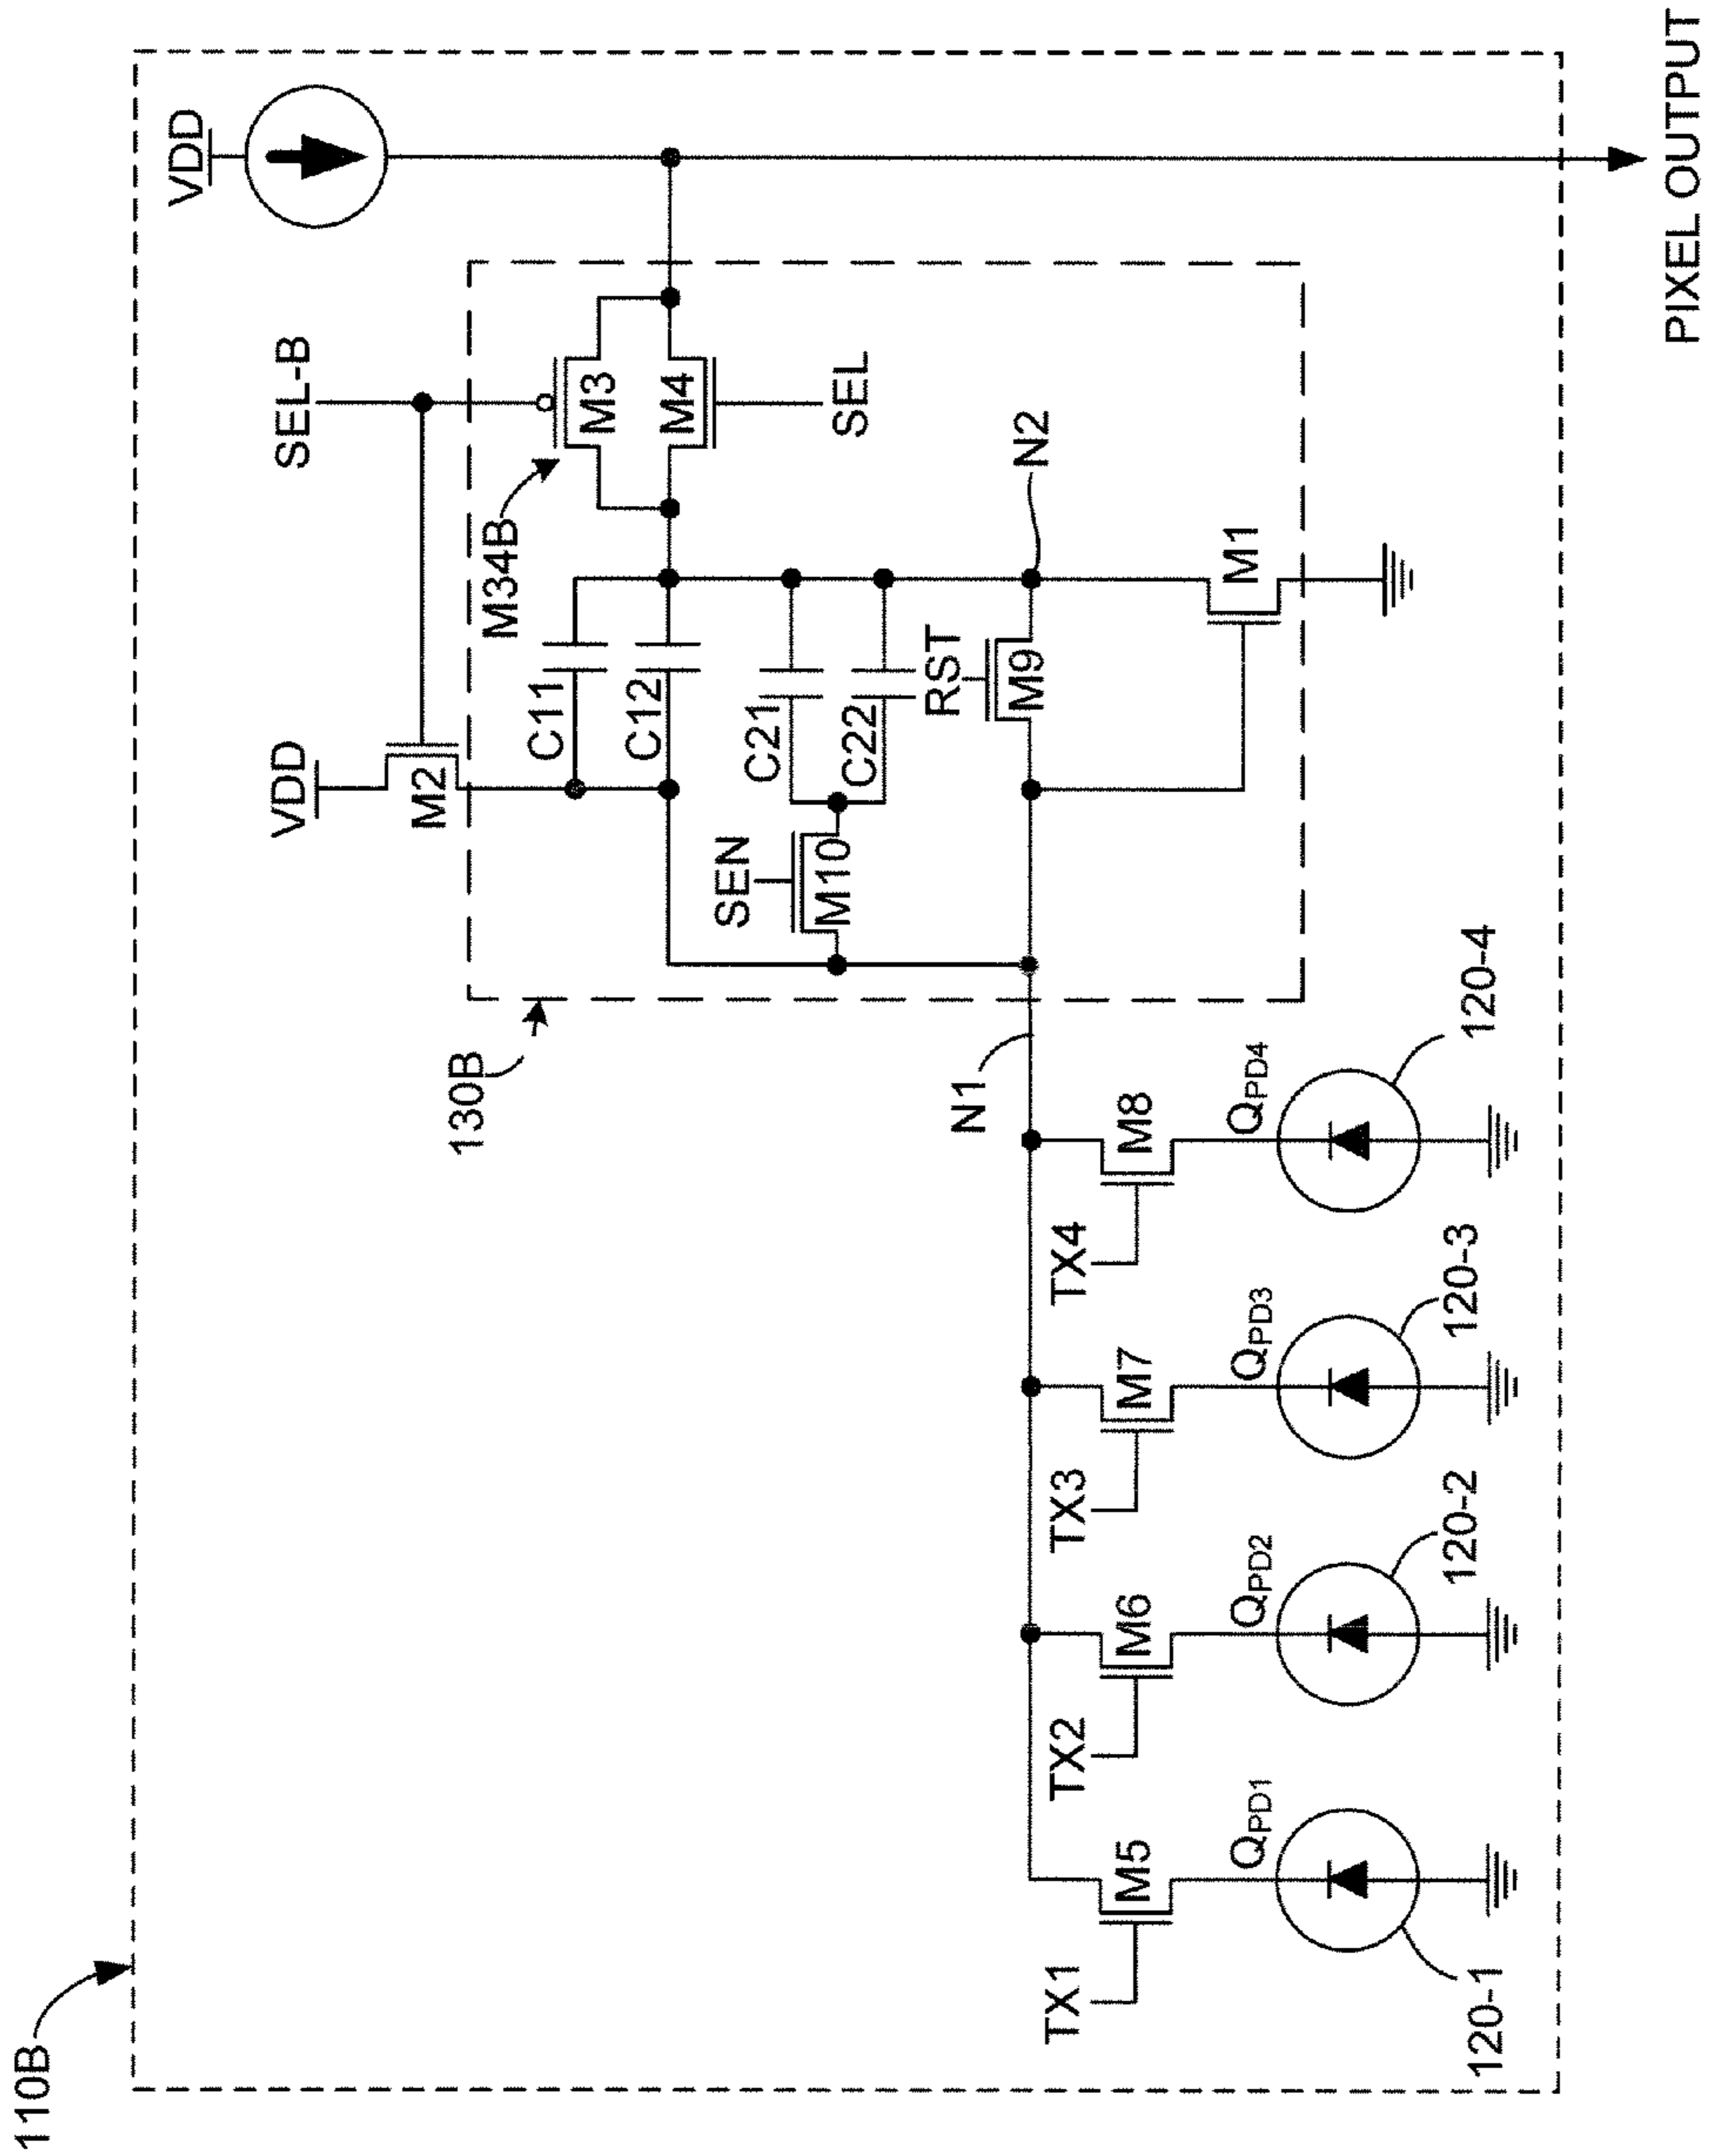 110B
VDD
SEL-B
VDD
M2
M34B
M3
M4
SEL
C11
C12
C21
C22
RST
M9
N2
SEN
M10
M1
130B
N1
TX1
M5
QPD1
120-1
TX2
M6
QPD2
120-2
TX3
M7
QPD3
120-3
TX4
M8
QPD4
120-4
PIXEL OUTPUT